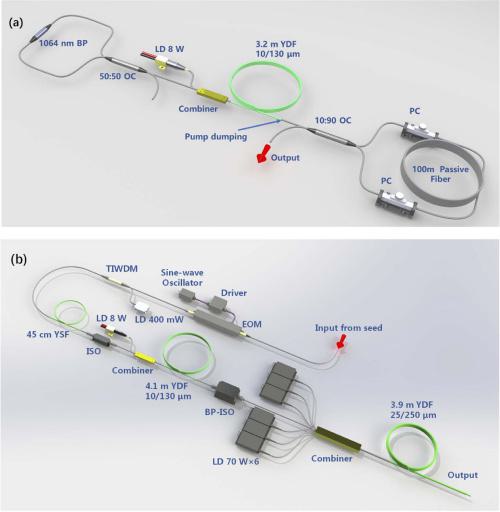 (a)
1064 nm BP
50:50 OC
LD 8 W
Combiner
3.2 m YDF
10/130 μm
Pump dumping
Output
10:90 OC
PC
PC
100m Passive
Fiber
(b)
TIWDM
Sine-wave
Oscillator
Driver
LD 400 mW
EOM
Input from seed
45 cm YSF
LD 8 W
ISO
Combiner
4.1 m YDF
10/130 μm
BP-ISO
LD 70 W×6
Combiner
3.9 m YDF
25/250 μm
Output